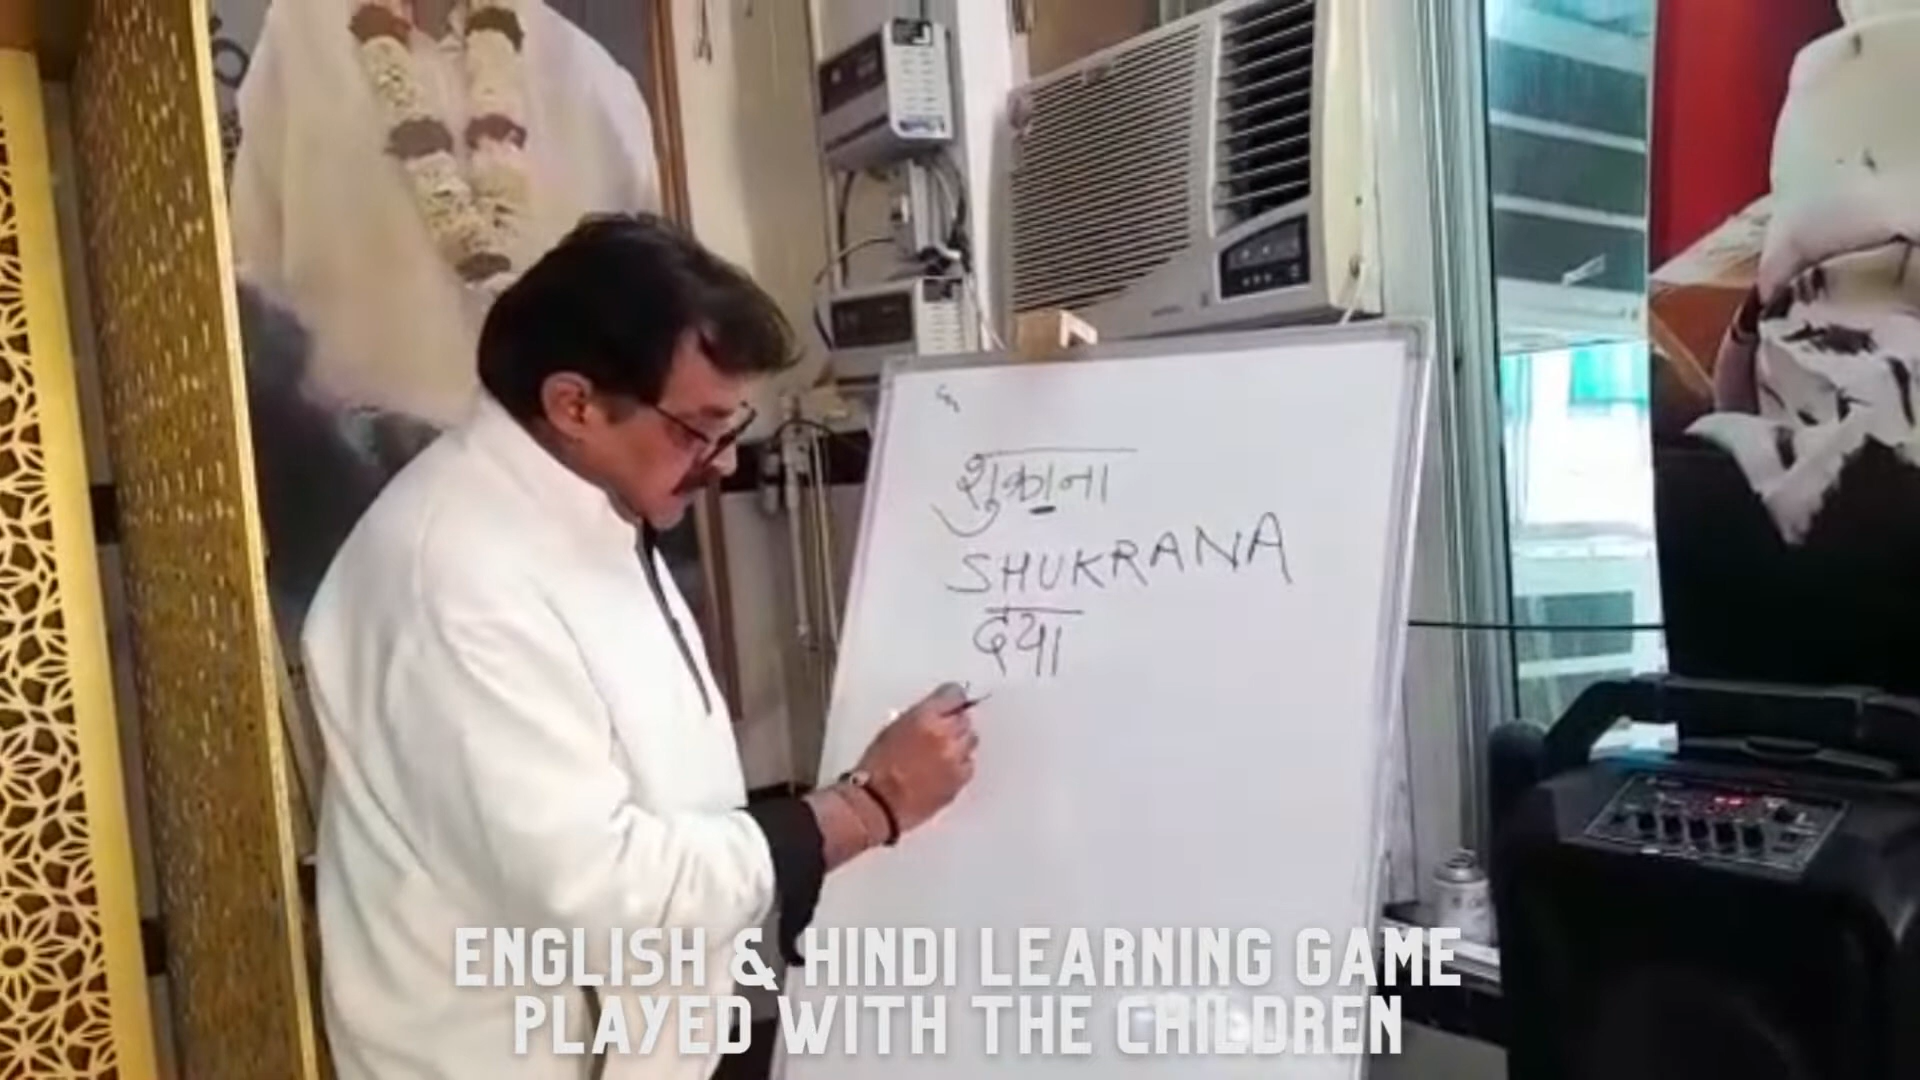 शुक्राना
SHUKRANA
दया
ENGLISH & HINDI LEARNING GAME
PLAYED WITH THE CHILDREN